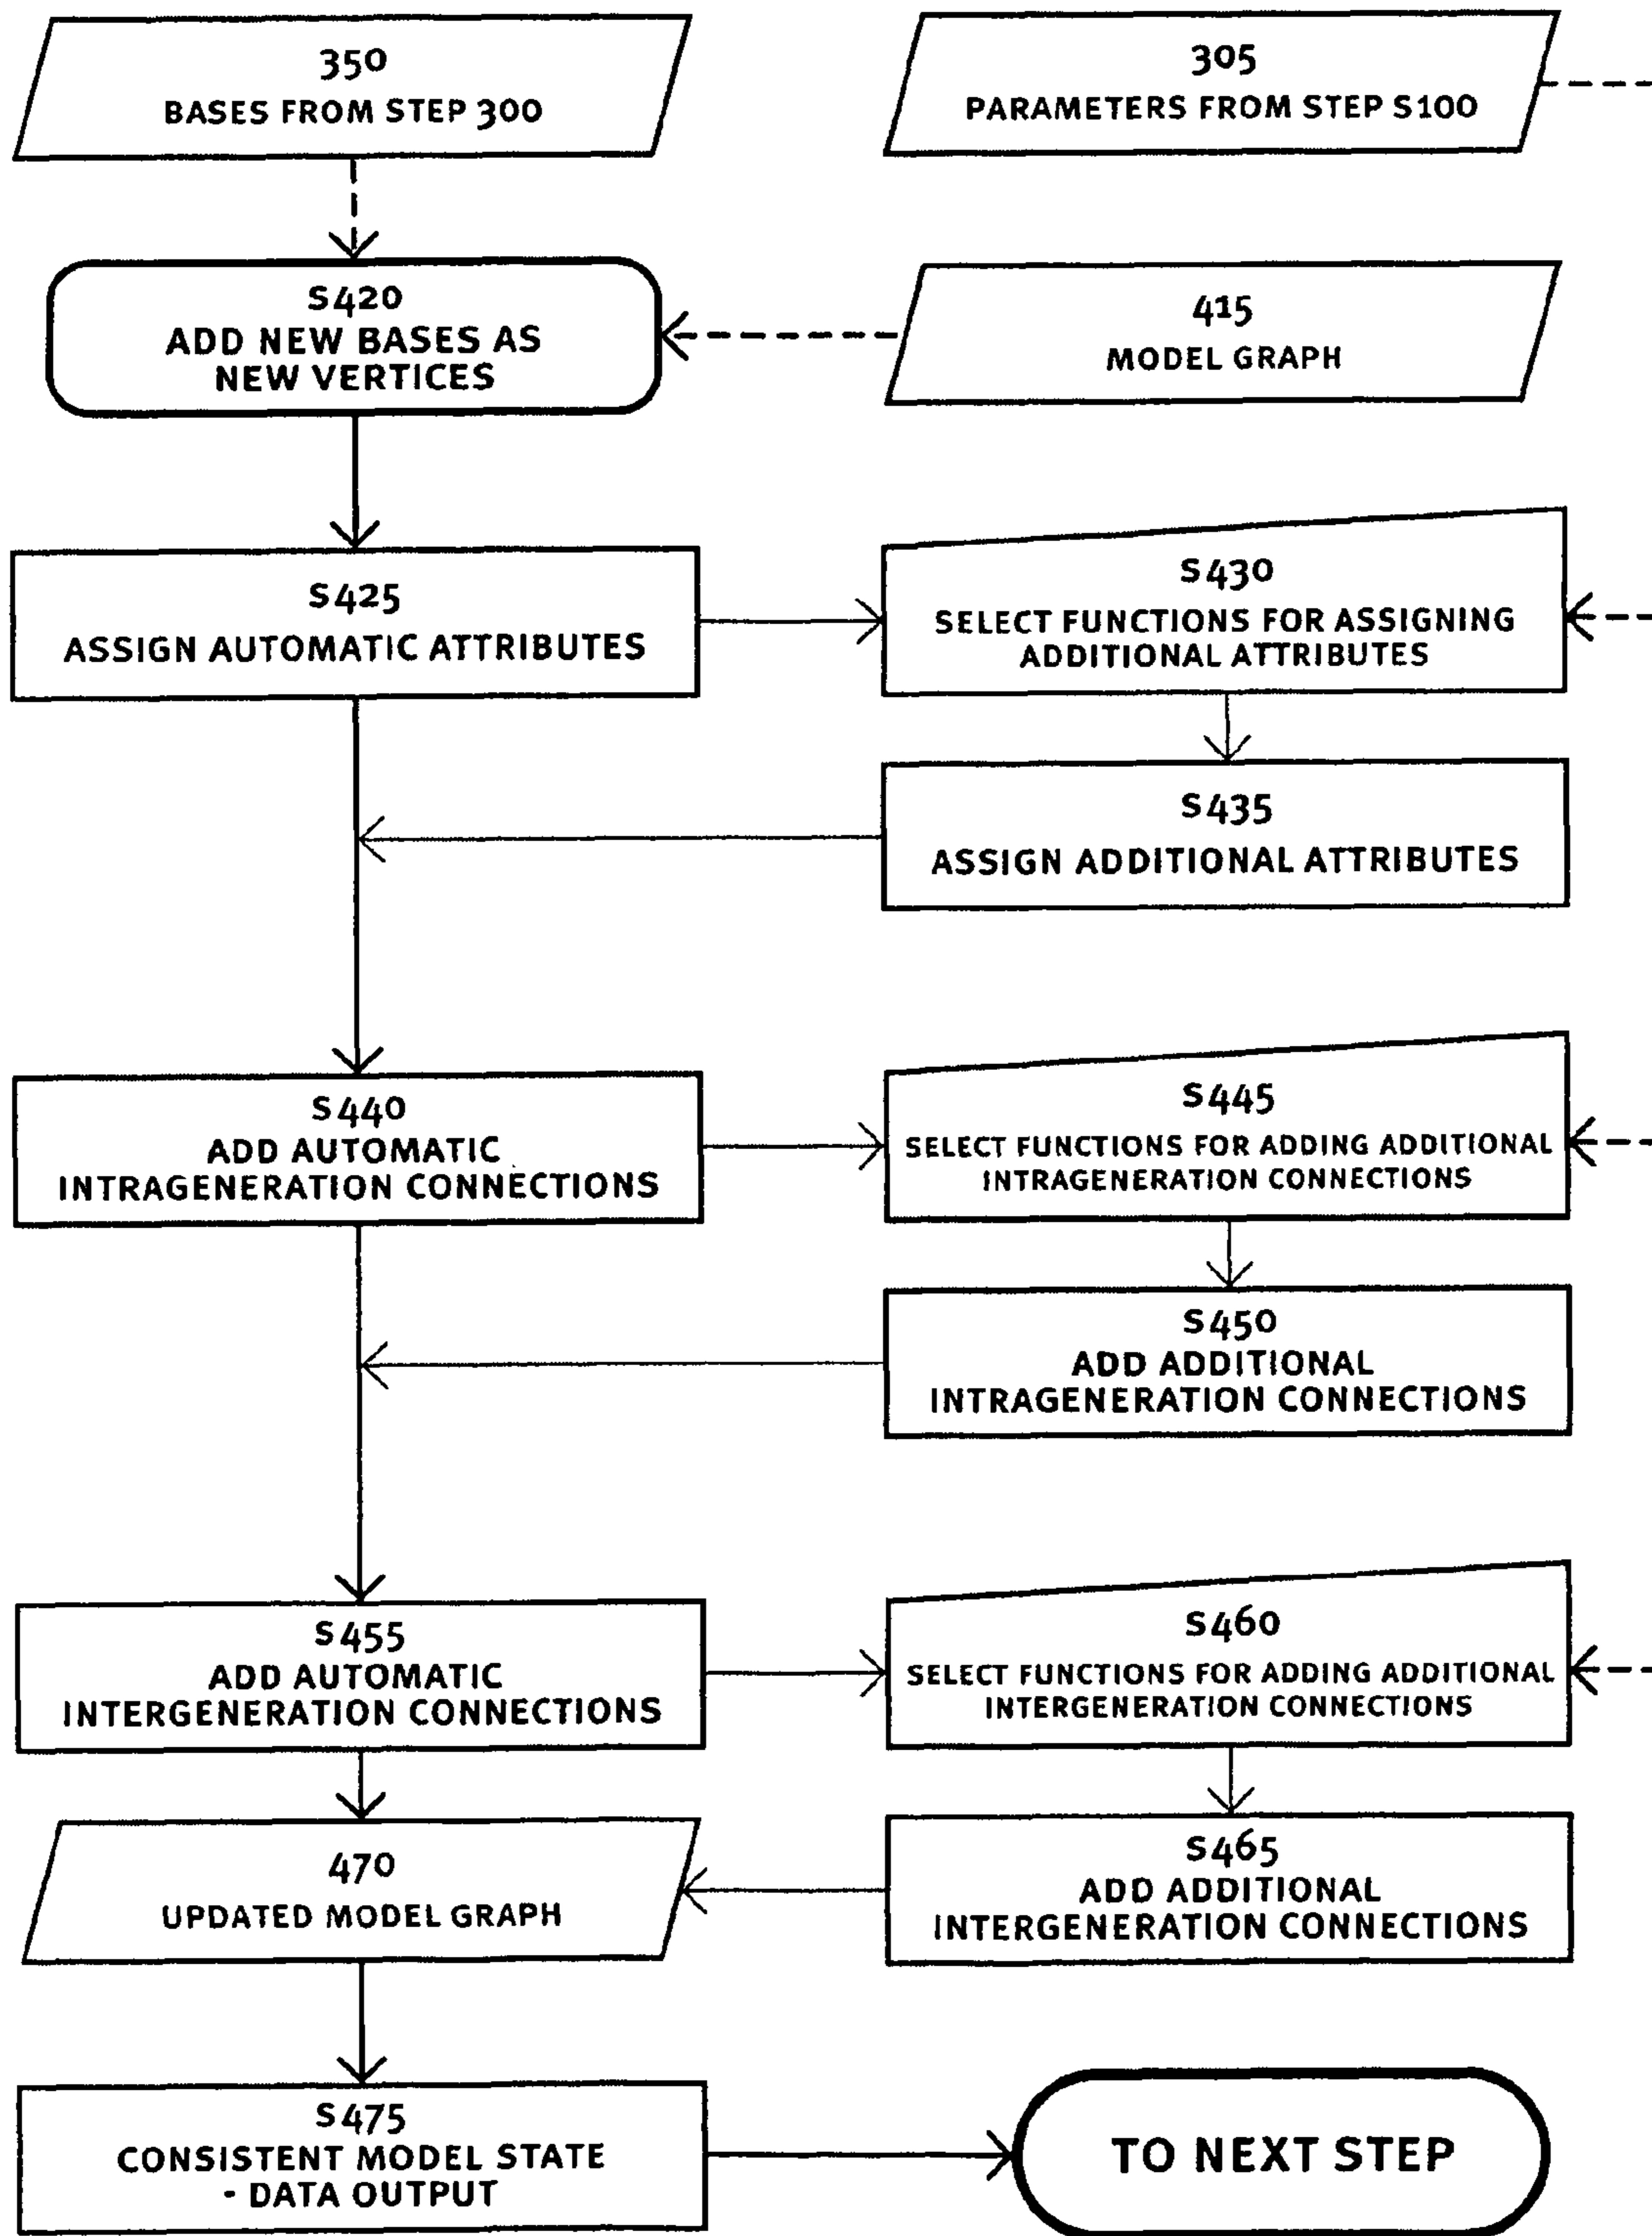 350
BASES FROM STEP 300
305
PARAMETERS FROM STEP S100
S420
ADD NEW BASES AS
NEW VERTICES
415
MODEL GRAPH
S425
ASSIGN AUTOMATIC ATTRIBUTES
S430
SELECT FUNCTIONS FOR ASSIGNING
ADDITIONAL ATTRIBUTES
S435
ASSIGN ADDITIONAL ATTRIBUTES
S440
ADD AUTOMATIC
INTRAGENERATION CONNECTIONS
S445
SELECT FUNCTIONS FOR ADDING ADDITIONAL
INTRAGENERATION CONNECTIONS
S450
ADD ADDITIONAL
INTRAGENERATION CONNECTIONS
S455
ADD AUTOMATIC
INTERGENERATION CONNECTIONS
S460
SELECT FUNCTIONS FOR ADDING ADDITIONAL
INTERGENERATION CONNECTIONS
S465
ADD ADDITIONAL
INTERGENERATION CONNECTIONS
470
UPDATED MODEL GRAPH
S475
CONSISTENT MODEL STATE
- DATA OUTPUT
TO NEXT STEP